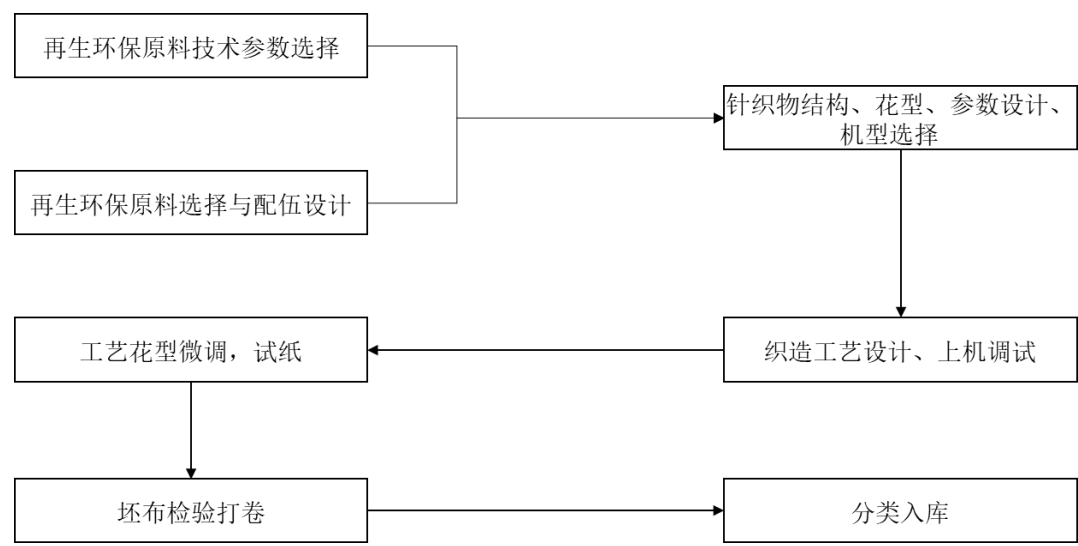 再生环保原料技术参数选择
针织物结构、花型、参数设计、
机型选择
再生环保原料选择与配伍设计
工艺花型微调，试纸
织造工艺设计、上机调试
坯布检验打卷
分类入库